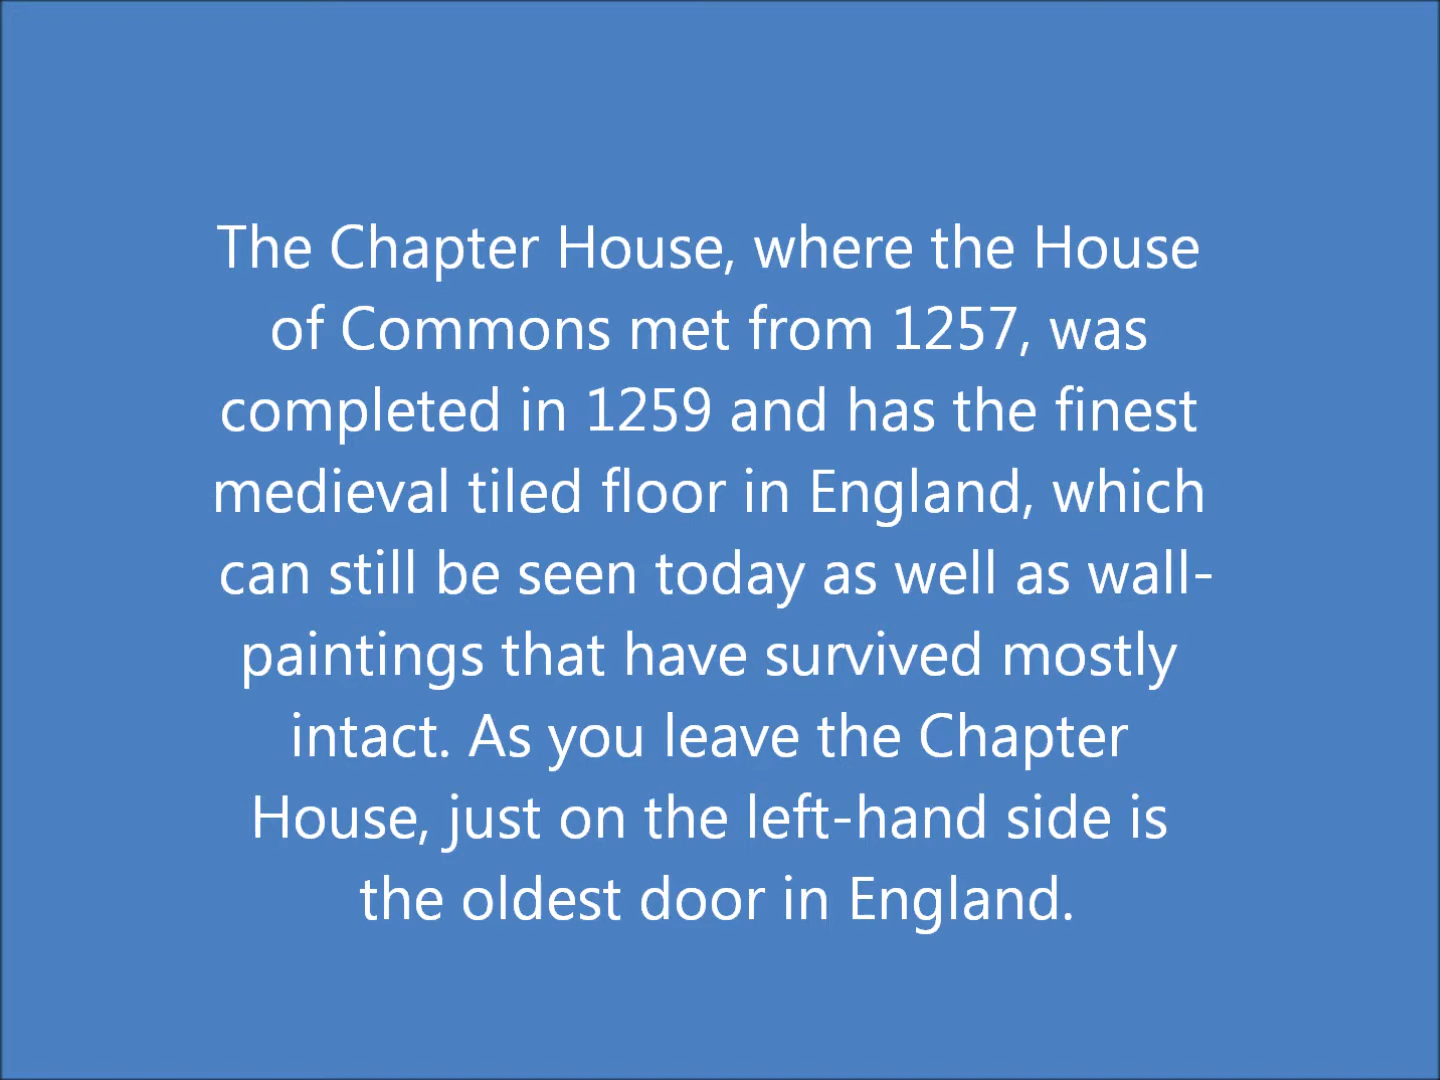 The Chapter House, where the House
of Commons met from 1257, was
completed in 1259 and has the finest
medieval tiled floor in England, which
can still be seen today as well as wall-
paintings that have survived mostly
intact. As you leave the Chapter
House, just on the left-hand side is
the oldest door in England.